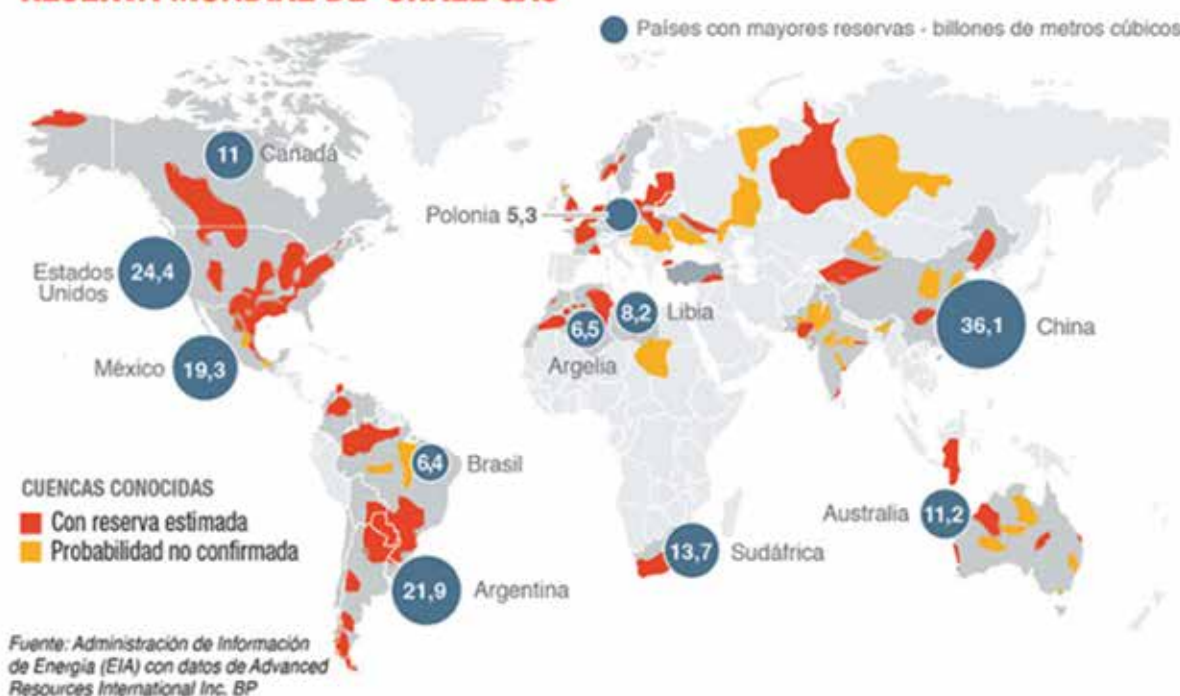 Países con mayores reservas - billones de metros cúbicos
11 Canadá
Polonia 5,3
Estados
Unidos
24,4
8,2 Libia
6,5
Argelia
36,1 China
México 19,3
6,4 Brasil
CUENCAS CONOCIDAS
Con reserva estimada
Probabilidad no confirmada
Australia 11,2
13,7 Sudáfrica
21,9 Argentina
Fuente: Administración de Información
de Energía (EIA) con datos de Advanced
Resources International Inc. BP